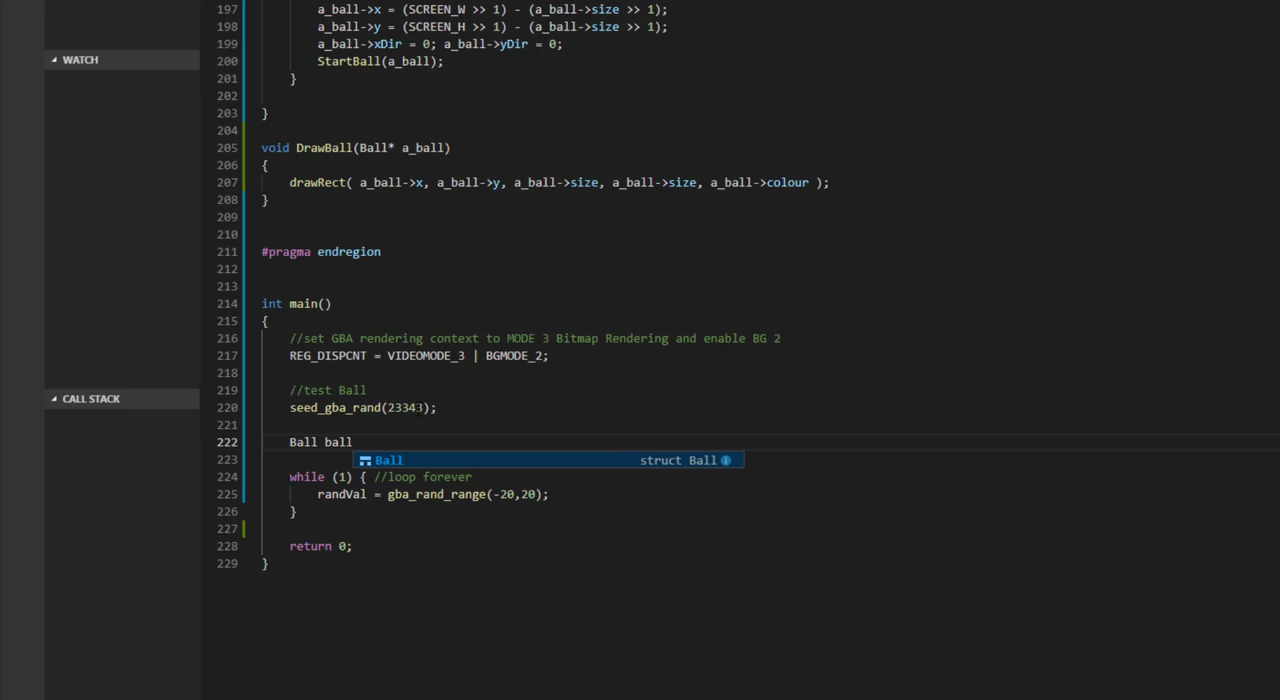 197 a_ball->x = (SCREEN_W >> 1) - (a_ball->size >> 1);
198 a_ball->y = (SCREEN_H >> 1) - (a_ball->size >> 1);
199 a_ball->xDir = 0; a_ball->yDir = 0;
WATCH
200 StartBall(a_ball);
201 }
202
203 }
204
205 void DrawBall(Ball* a_ball)
206 {
207 drawRect( a_ball->x, a_ball->y, a_ball->size, a_ball->size, a_ball->colour );
208 }
209
210
211 #pragma endregion
212
213
214 int main()
215 {
216 //set GBA rendering context to MODE 3 Bitmap Rendering and enable BG 2
217 REG_DISPCNT = VIDEOMODE_3 | BGMODE_2;
218
219 //test Ball
CALL STACK
220 seed_gba_rand(23343);
221
222 Ball ball
223 Ball struct Ball
224 while (1) { //loop forever
225 randVal = gba_rand_range(-20,20);
226 }
227
228 return 0;
229 }